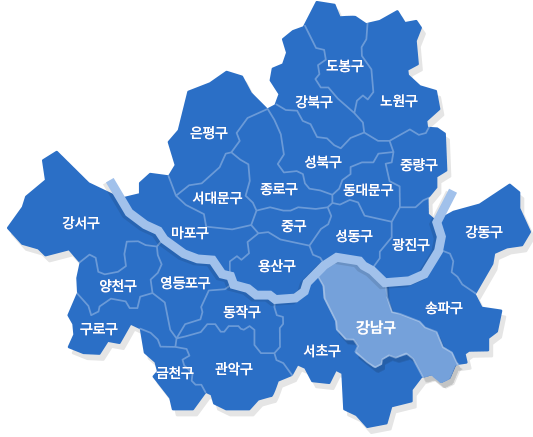 도봉구
강북구
노원구
은평구
성북구
중랑구
서대문구
종로구
동대문구
강서구
마포구
중구
성동구
광진구
강동구
용산구
양천구
영등포구
동작구
송파구
구로구
강남구
서초구
금천구
관악구